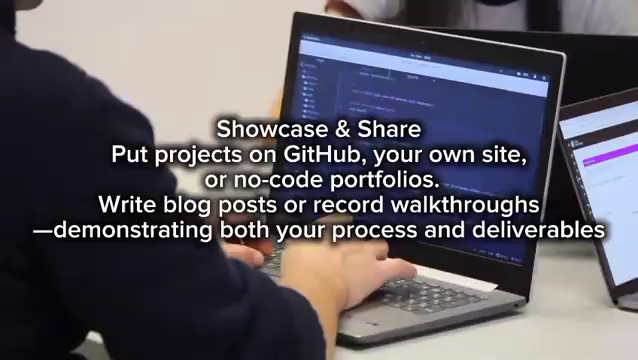 Showcase & Share
Put projects on GitHub, your own site,
or no-code portfolios.
Write blog posts or record walkthroughs
—demonstrating both your process and deliverables